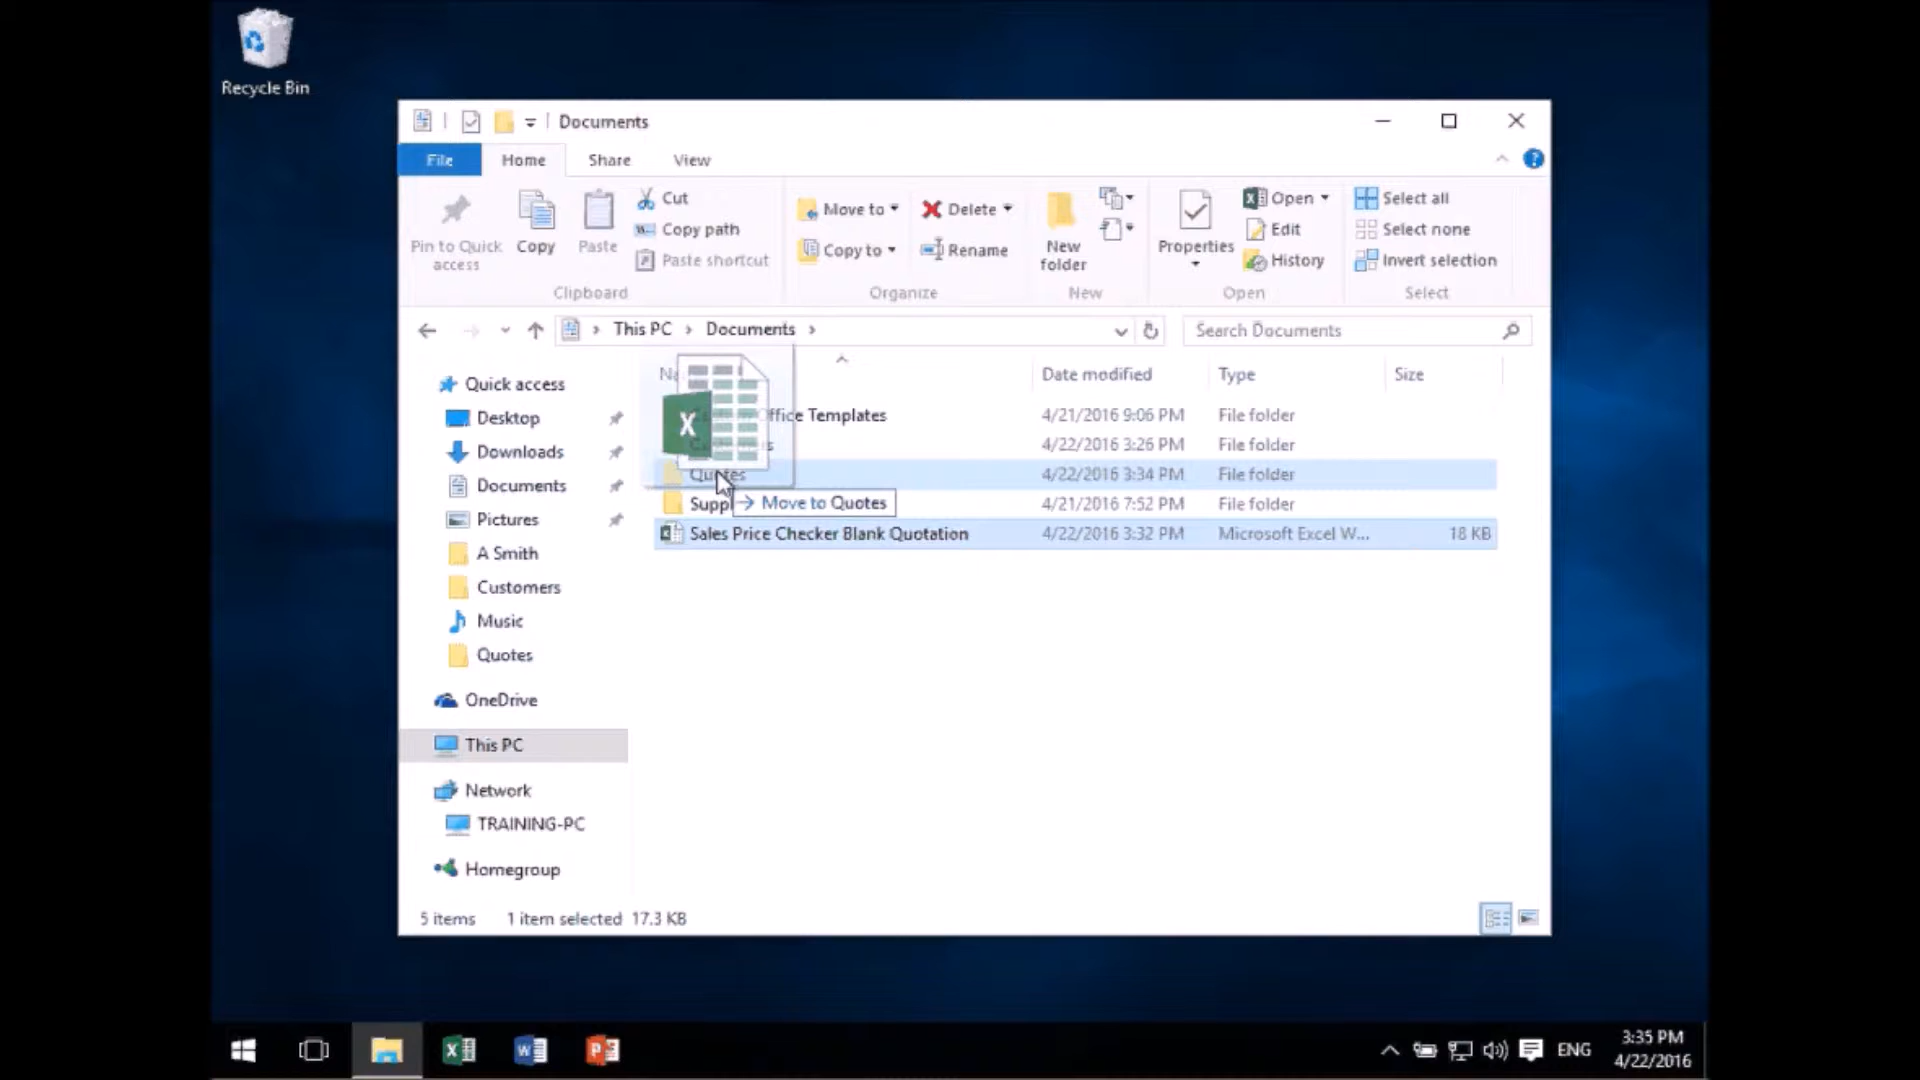 Recycle Bin
Documents
File Home Share View
Pin to Quick access
Copy
Paste
Cut
Copy path
Paste shortcut
Clipboard
Move to
Copy to
Delete
Rename
Organize
New folder
New
Properties
Open
Edit
History
Open
Select all
Select none
Invert selection
Select
This PC Documents
Search Documents
Date modified Type Size
Office Templates 4/21/2016 9:06 PM File folder
4/22/2016 3:26 PM File folder
Quotes 4/22/2016 3:34 PM File folder
Suppl 4/21/2016 7:52 PM File folder
Move to Quotes
Sales Price Checker Blank Quotation 4/22/2016 3:32 PM Microsoft Excel W... 18 KB
Quick access
Desktop
Downloads
Documents
Pictures
A Smith
Customers
Music
Quotes
OneDrive
This PC
Network
TRAINING-PC
Homegroup
5 items 1 item selected 17.3 KB
ENG
3:35 PM
4/22/2016